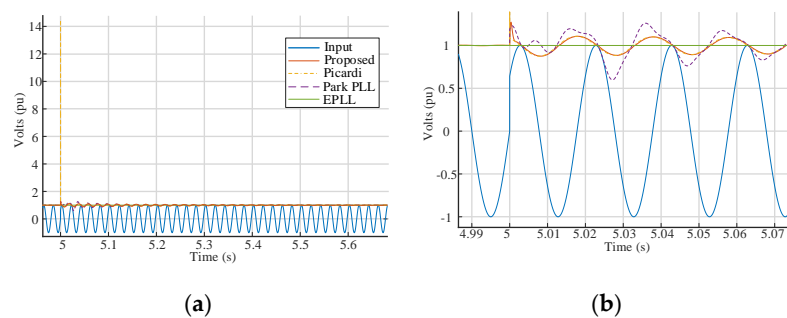 14
12
10
8
6
4
2
0
Volts (pu)
5
5.1
5.2
5.3
5.4
5.5
5.6
Time (s)
Input
Proposed
Picardi
Park PLL
EPLL
(a)
1
0.5
0
-0.5
-1
Volts (pu)
4.99
5
5.01
5.02
5.03
5.04
5.05
5.06
5.07
Time (s)
(b)